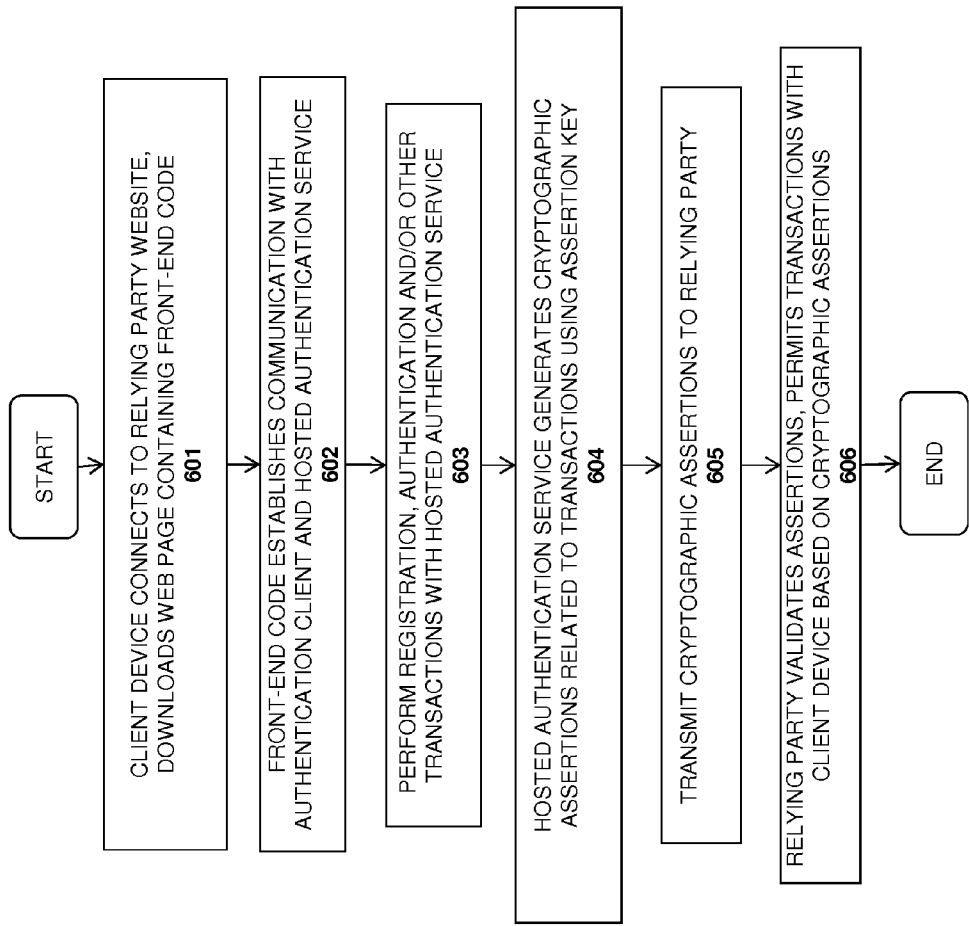 START
CLIENT DEVICE CONNECTS TO RELYING PARTY WEBSITE,
DOWNLOADS WEB PAGE CONTAINING FRONT-END CODE
601
FRONT-END CODE ESTABLISHES COMMUNICATION WITH
AUTHENTICATION CLIENT AND HOSTED AUTHENTICATION SERVICE
602
PERFORM REGISTRATION, AUTHENTICATION AND/OR OTHER
TRANSACTIONS WITH HOSTED AUTHENTICATION SERVICE
603
HOSTED AUTHENTICATION SERVICE GENERATES CRYPTOGRAPHIC
ASSERTIONS RELATED TO TRANSACTIONS USING ASSERTION KEY
604
TRANSMIT CRYPTOGRAPHIC ASSERTIONS TO RELYING PARTY
605
RELYING PARTY VALIDATES ASSERTIONS, PERMITS TRANSACTIONS WITH
CLIENT DEVICE BASED ON CRYPTOGRAPHIC ASSERTIONS
606
END